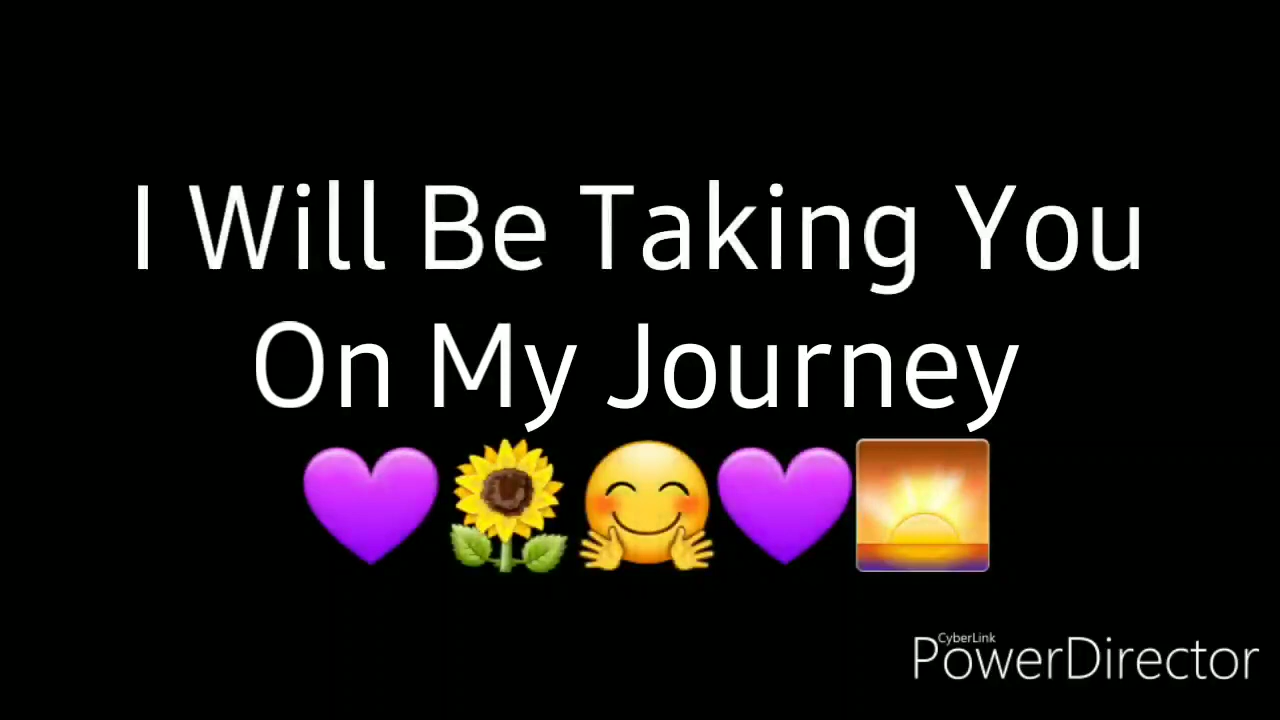 I Will Be Taking You
On My Journey
💜🌻🤗💜🌅
CyberLink
PowerDirector